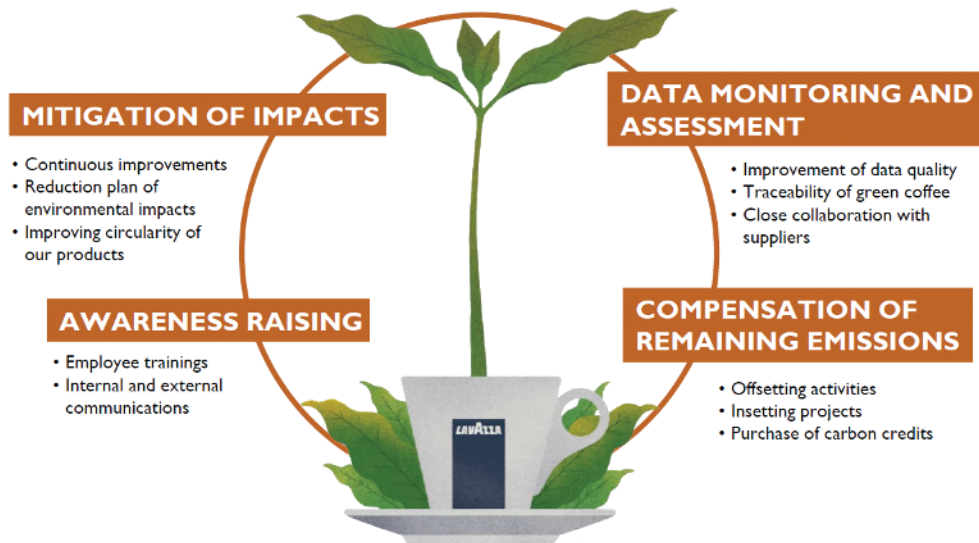 MITIGATION OF IMPACTS
• Continuous improvements
• Reduction plan of
environmental impacts
• Improving circularity of
our products
DATA MONITORING AND
ASSESSMENT
• Improvement of data quality
• Traceability of green coffee
• Close collaboration with
suppliers
AWARENESS RAISING
• Employee trainings
• Internal and external
communications
COMPENSATION OF
REMAINING EMISSIONS
• Offsetting activities
• Insetting projects
• Purchase of carbon credits
LAVAZZA